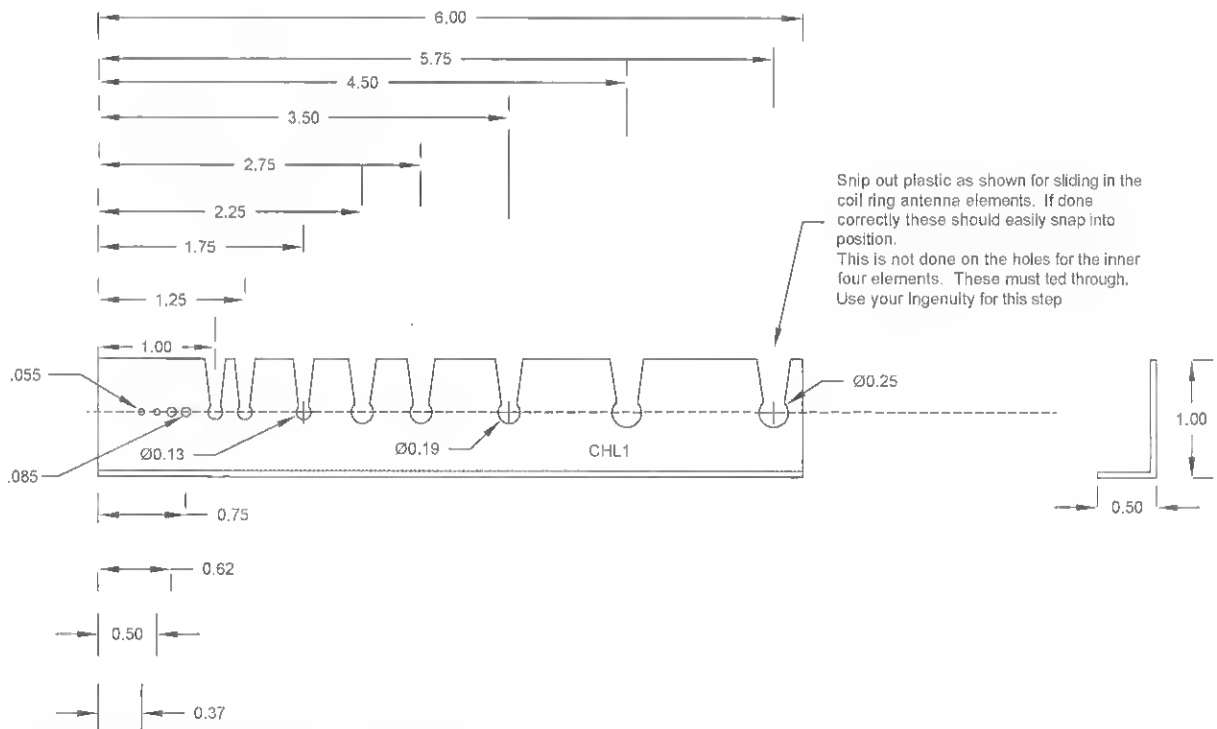 6.00
5.75
4.50
3.50
2.75
2.25
1.75
1.25
1.00
Snip out plastic as shown for sliding in the
coil ring antenna elements. If done
correctly these should easily snap into
position.
This is not done on the holes for the inner
four elements. These must ted through.
Use your Ingenuity for this step
.055
Ø0.25
Ø0.13
Ø0.19
CHL1
1.00
.085
0.75
0.50
0.62
0.50
0.37